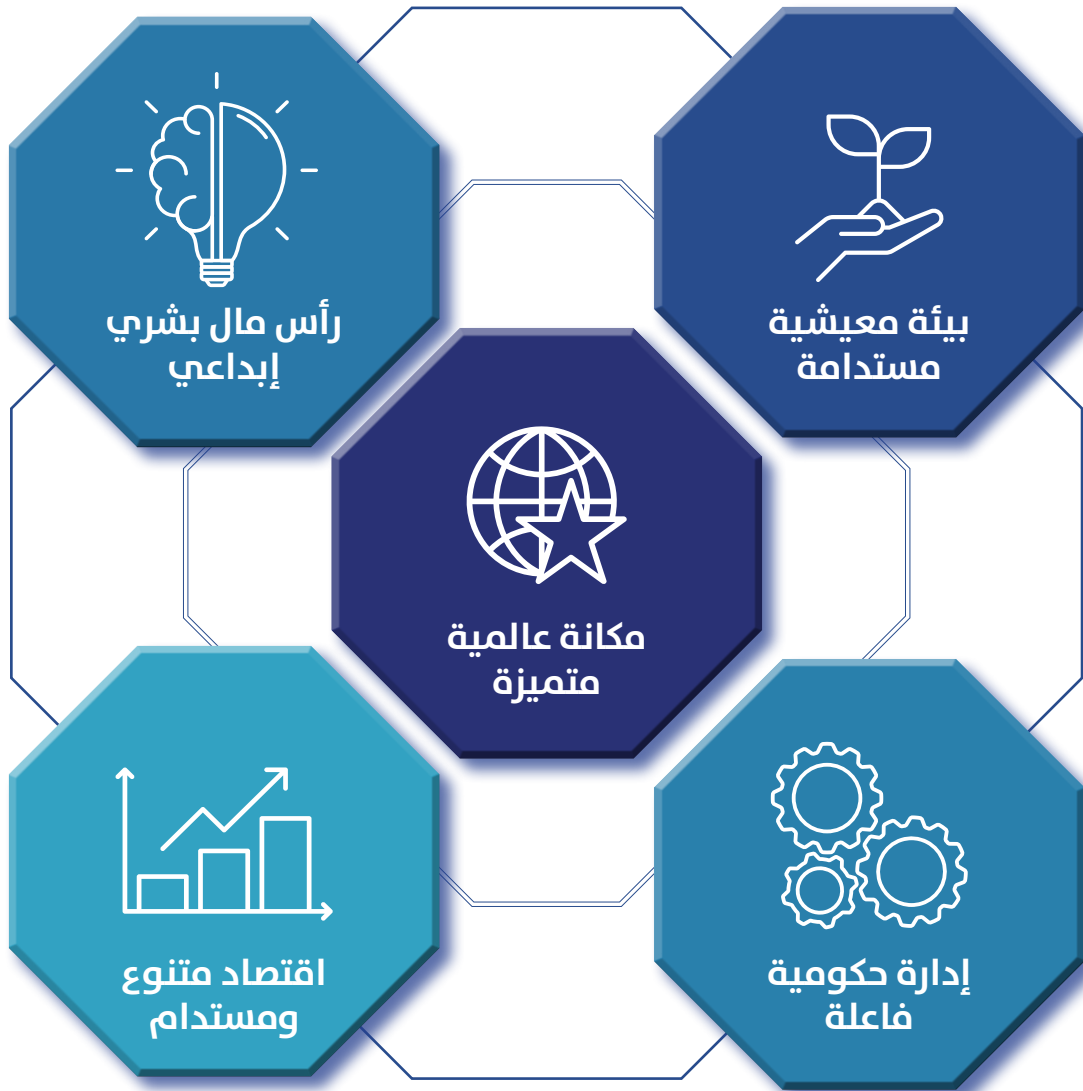 بيئة معيشية
مستدامة
رأس مال بشري
إبداعي
مكانة عالمية
متميزة
إدارة حكومية
فاعلة
اقتصاد متنوع
ومستدام